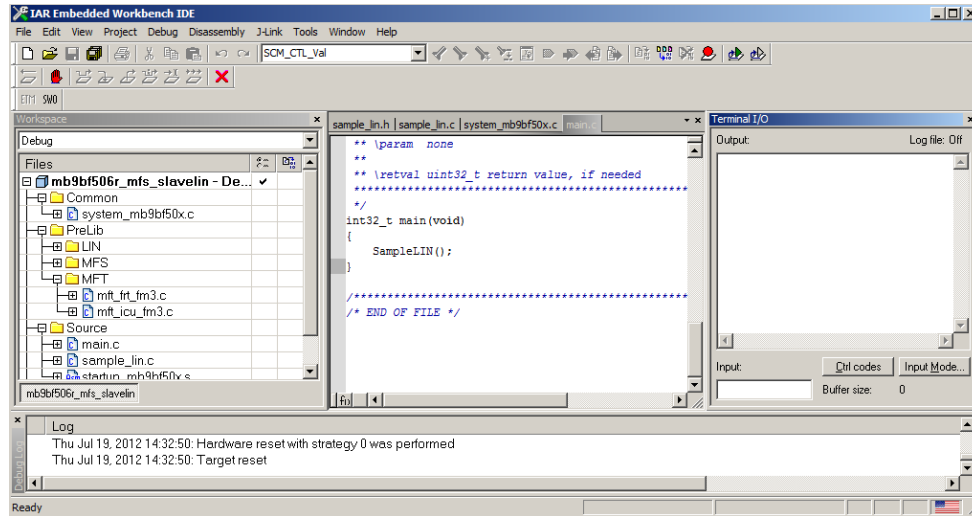 IAR Embedded Workbench IDE
File Edit View Project Debug Disassembly J-Link Tools Window Help
SCM_CTL_Val
ETM SWO
Workspace
Debug
Files
mb9bf506r_mfs_slavelin - De...
Common
system_mb9bf50x.c
PreLib
LIN
MFS
MFT
mft_frt_fm3.c
mft_icu_fm3.c
Source
main.c
sample_lin.c
startup_mb9bf50x.s
mb9bf506r_mfs_slavelin
sample_lin.h | sample_lin.c | system_mb9bf50x.c | main.c
** \param none
**
** \retval uint32_t return value, if needed
**************************************************
*/
int32_t main(void)
{
SampleLIN();
}
/**************************************************
/* END OF FILE */
Terminal I/O
Output: Log file: Off
Input: Ctrl codes Input Mode...
Buffer size: 0
Debug Log
Log
Thu Jul 19, 2012 14:32:50: Hardware reset with strategy 0 was performed
Thu Jul 19, 2012 14:32:50: Target reset
Ready